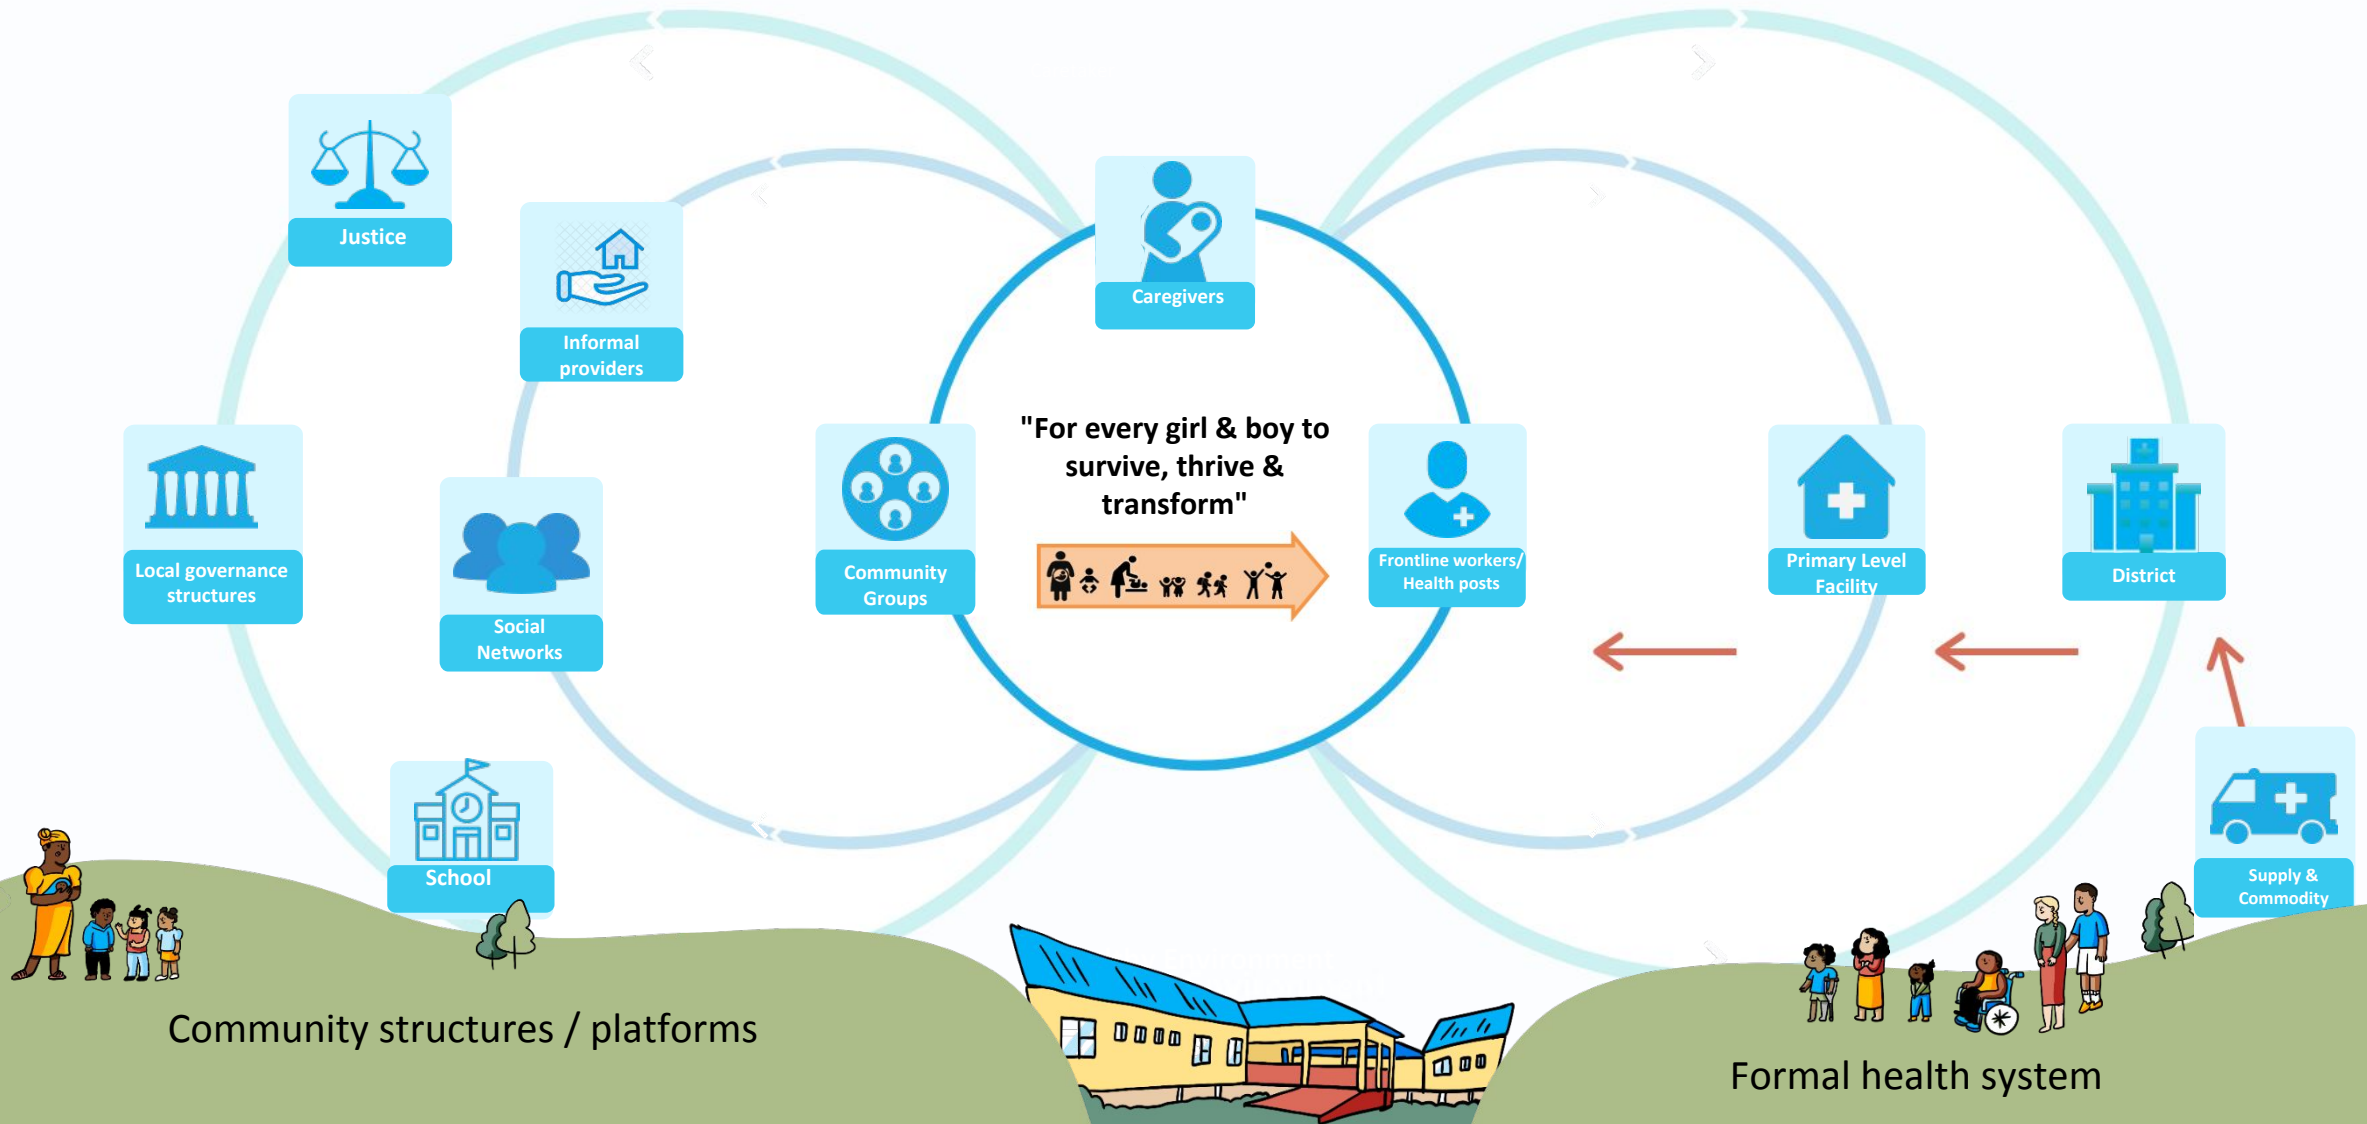 Justice
Informal
providers
Caregivers
"For every girl & boy to
survive, thrive &
transform"
Local governance
structures
Social
Networks
Community
Groups
Frontline workers/
Health posts
Primary Level
Facility
District
School
Supply &
Commodity
Community structures / platforms
Formal health system